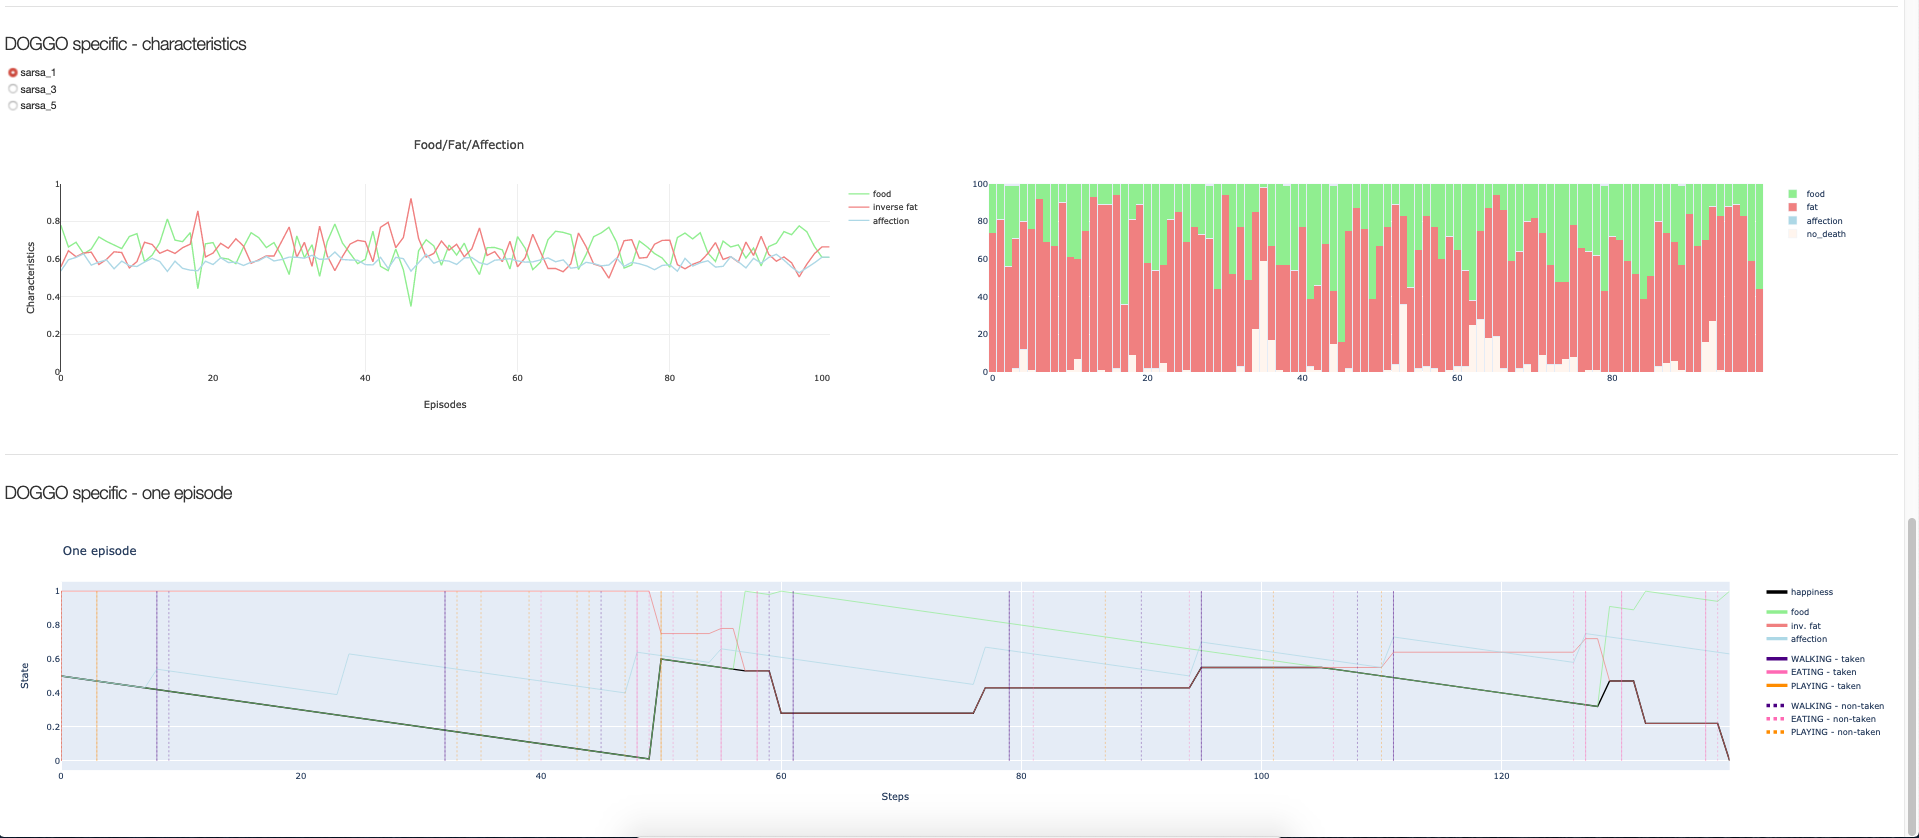 DOGGO specific - characteristics
sarsa_1
sarsa_3
sarsa_5
Food/Fat/Affection
Characteristics
1
0.8
0.6
0.4
0.2
0
0 20 40 60 80 100
Episodes
food
inverse fat
affection
100
80
60
40
20
0
0 20 40 60 80
food
fat
affection
no_death
DOGGO specific - one episode
One episode
State
1
0.8
0.6
0.4
0.2
0
0 20 40 60 80 100 120
Steps
happiness
food
inv. fat
affection
WALKING - taken
EATING - taken
PLAYING - taken
WALKING - non-taken
EATING - non-taken
PLAYING - non-taken